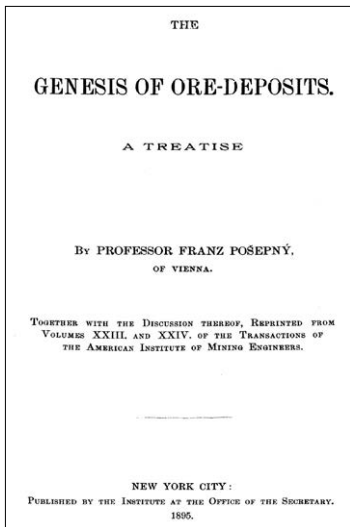 THE
GENESIS OF ORE-DEPOSITS.
A TREATISE
BY PROFESSOR FRANZ POŠEPNÝ,
OF VIENNA.
TOGETHER WITH THE DISCUSSION THEREOF, REPRINTED FROM
VOLUMES XXIII. AND XXIV. OF THE TRANSACTIONS OF
THE AMERICAN INSTITUTE OF MINING ENGINEERS.
NEW YORK CITY:
PUBLISHED BY THE INSTITUTE AT THE OFFICE OF THE SECRETARY.
1895.